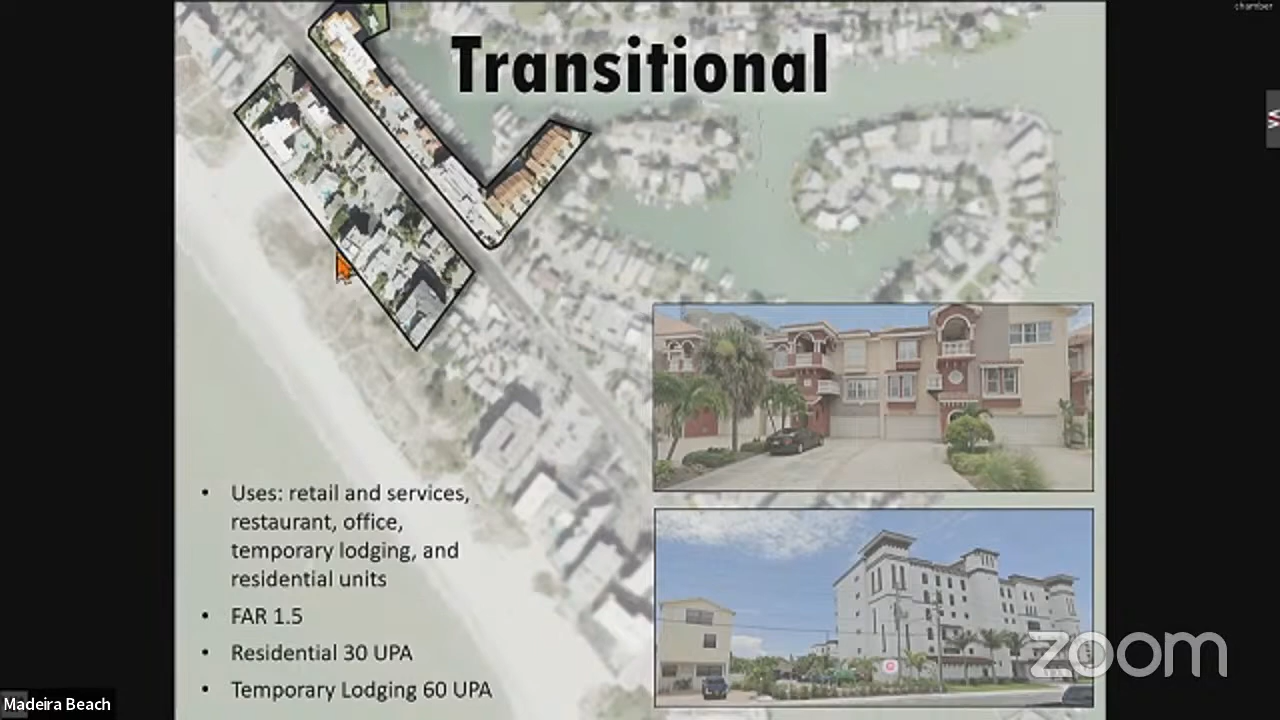 chamber
Transitional
• Uses: retail and services,
restaurant, office,
temporary lodging, and
residential units
• FAR 1.5
• Residential 30 UPA
• Temporary Lodging 60 UPA
zoom
Madeira Beach